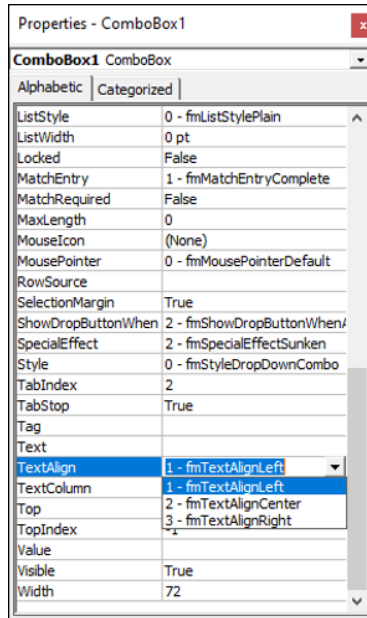 Properties - ComboBox1 x
ComboBox1 ComboBox
Alphabetic Categorized
ListStyle 0 - fmListStylePlain
ListWidth 0 pt
Locked False
MatchEntry 1 - fmMatchEntryComplete
MatchRequired False
MaxLength 0
MouseIcon (None)
MousePointer 0 - fmMousePointerDefault
RowSource
SelectionMargin True
ShowDropButtonWhen 2 - fmShowDropButtonWhenA
SpecialEffect 2 - fmSpecialEffectSunken
Style 0 - fmStyleDropDownCombo
TabIndex 2
TabStop True
Tag
Text
TextAlign 1 - fmTextAlignLeft
TextColumn 1 - fmTextAlignLeft
Top 2 - fmTextAlignCenter
3 - fmTextAlignRight
TopIndex -1
Value
Visible True
Width 72